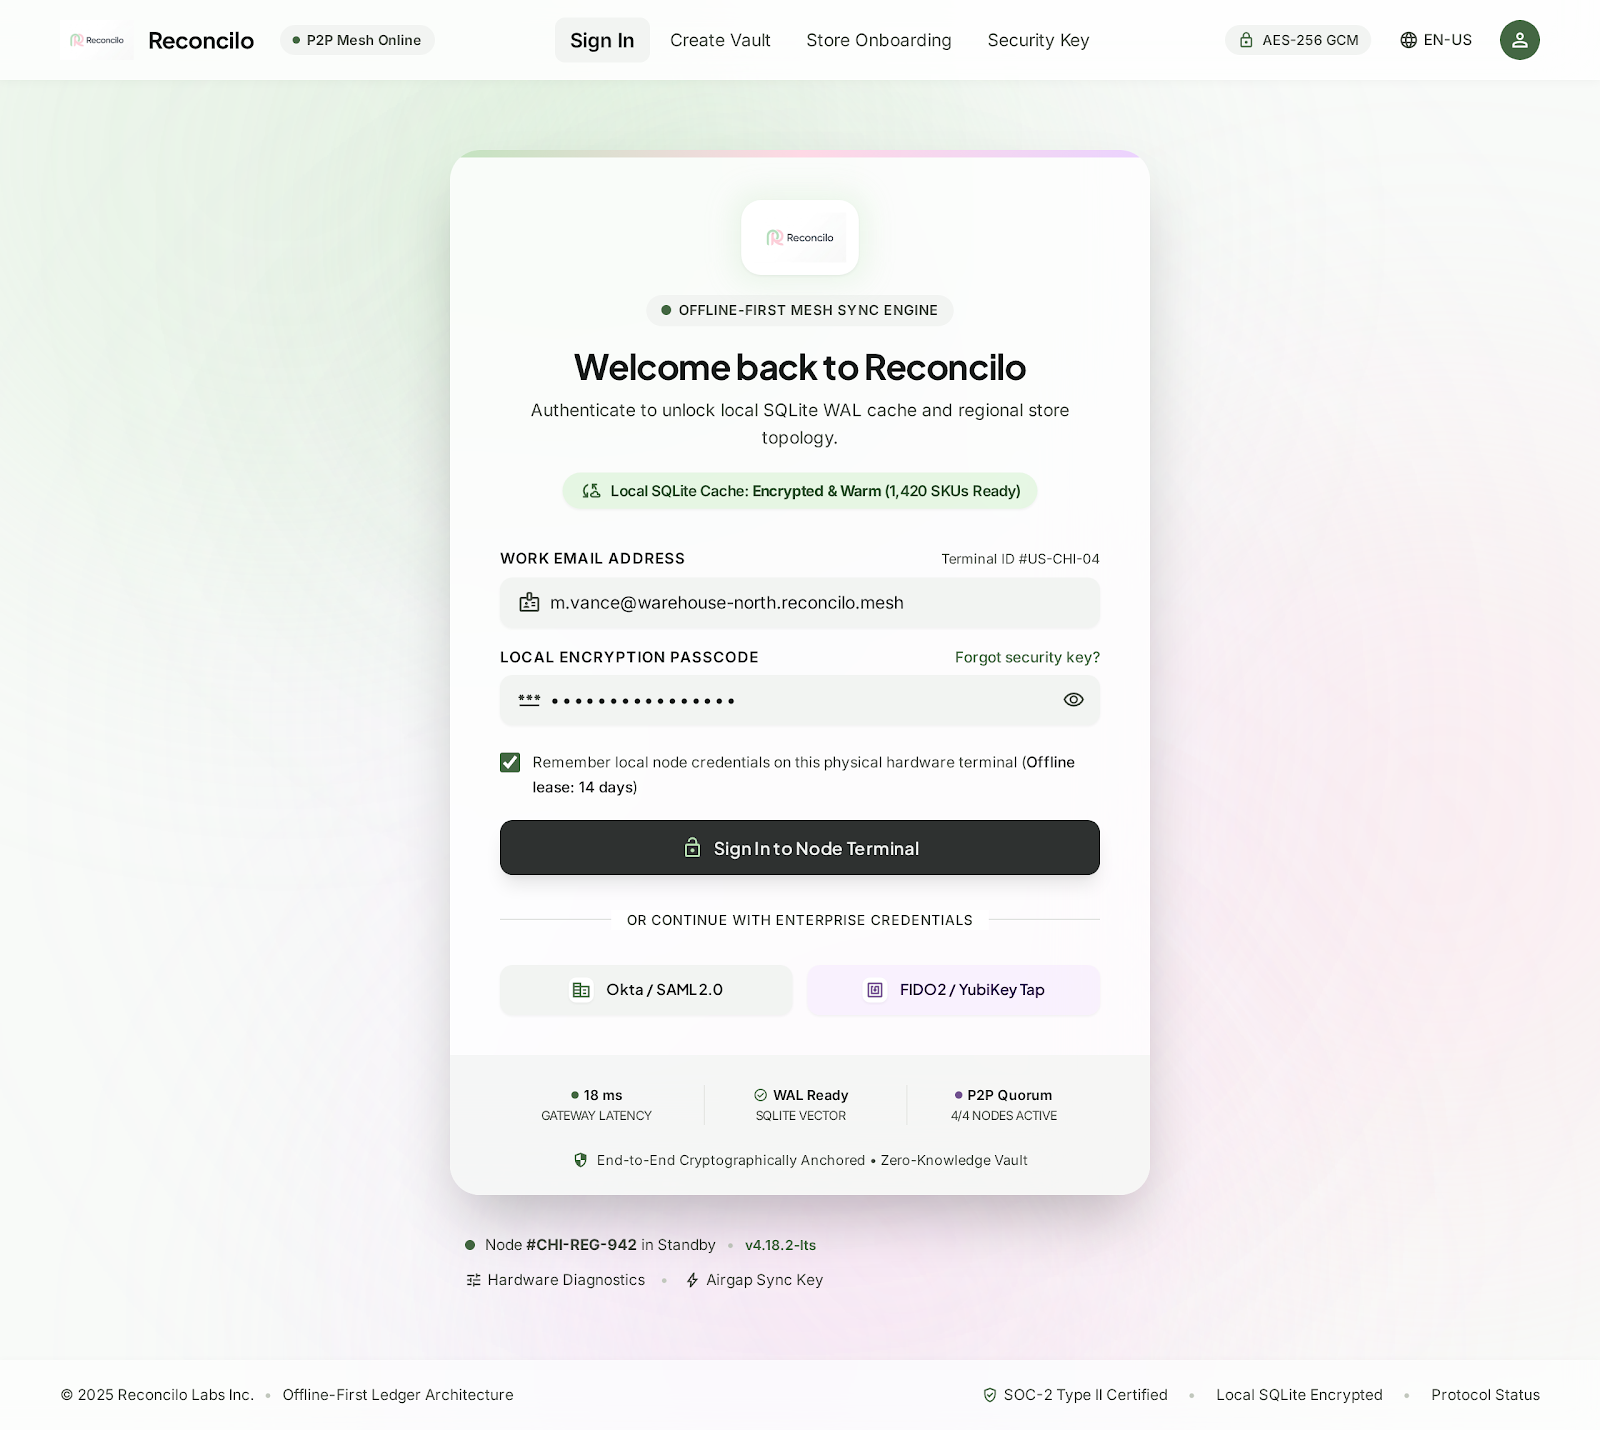 Reconcilo
Reconcilo
P2P Mesh Online
Sign In
Create Vault
Store Onboarding
Security Key
AES-256 GCM
EN-US
Reconcilo
OFFLINE-FIRST MESH SYNC ENGINE
Welcome back to Reconcilo
Authenticate to unlock local SQLite WAL cache and regional store
topology.
Local SQLite Cache: Encrypted & Warm (1,420 SKUs Ready)
WORK EMAIL ADDRESS
Terminal ID #US-CHI-04
m.vance@warehouse-north.reconcilo.mesh
LOCAL ENCRYPTION PASSCODE
Forgot security key?
••••••••••••••••
Remember local node credentials on this physical hardware terminal (Offline
lease: 14 days)
Sign In to Node Terminal
OR CONTINUE WITH ENTERPRISE CREDENTIALS
Okta / SAML 2.0
FIDO2 / YubiKey Tap
18 ms
GATEWAY LATENCY
WAL Ready
SQLITE VECTOR
P2P Quorum
4/4 NODES ACTIVE
End-to-End Cryptographically Anchored • Zero-Knowledge Vault
Node #CHI-REG-942 in Standby • v4.18.2-lts
Hardware Diagnostics • Airgap Sync Key
© 2025 Reconcilo Labs Inc. • Offline-First Ledger Architecture
SOC-2 Type II Certified • Local SQLite Encrypted • Protocol Status